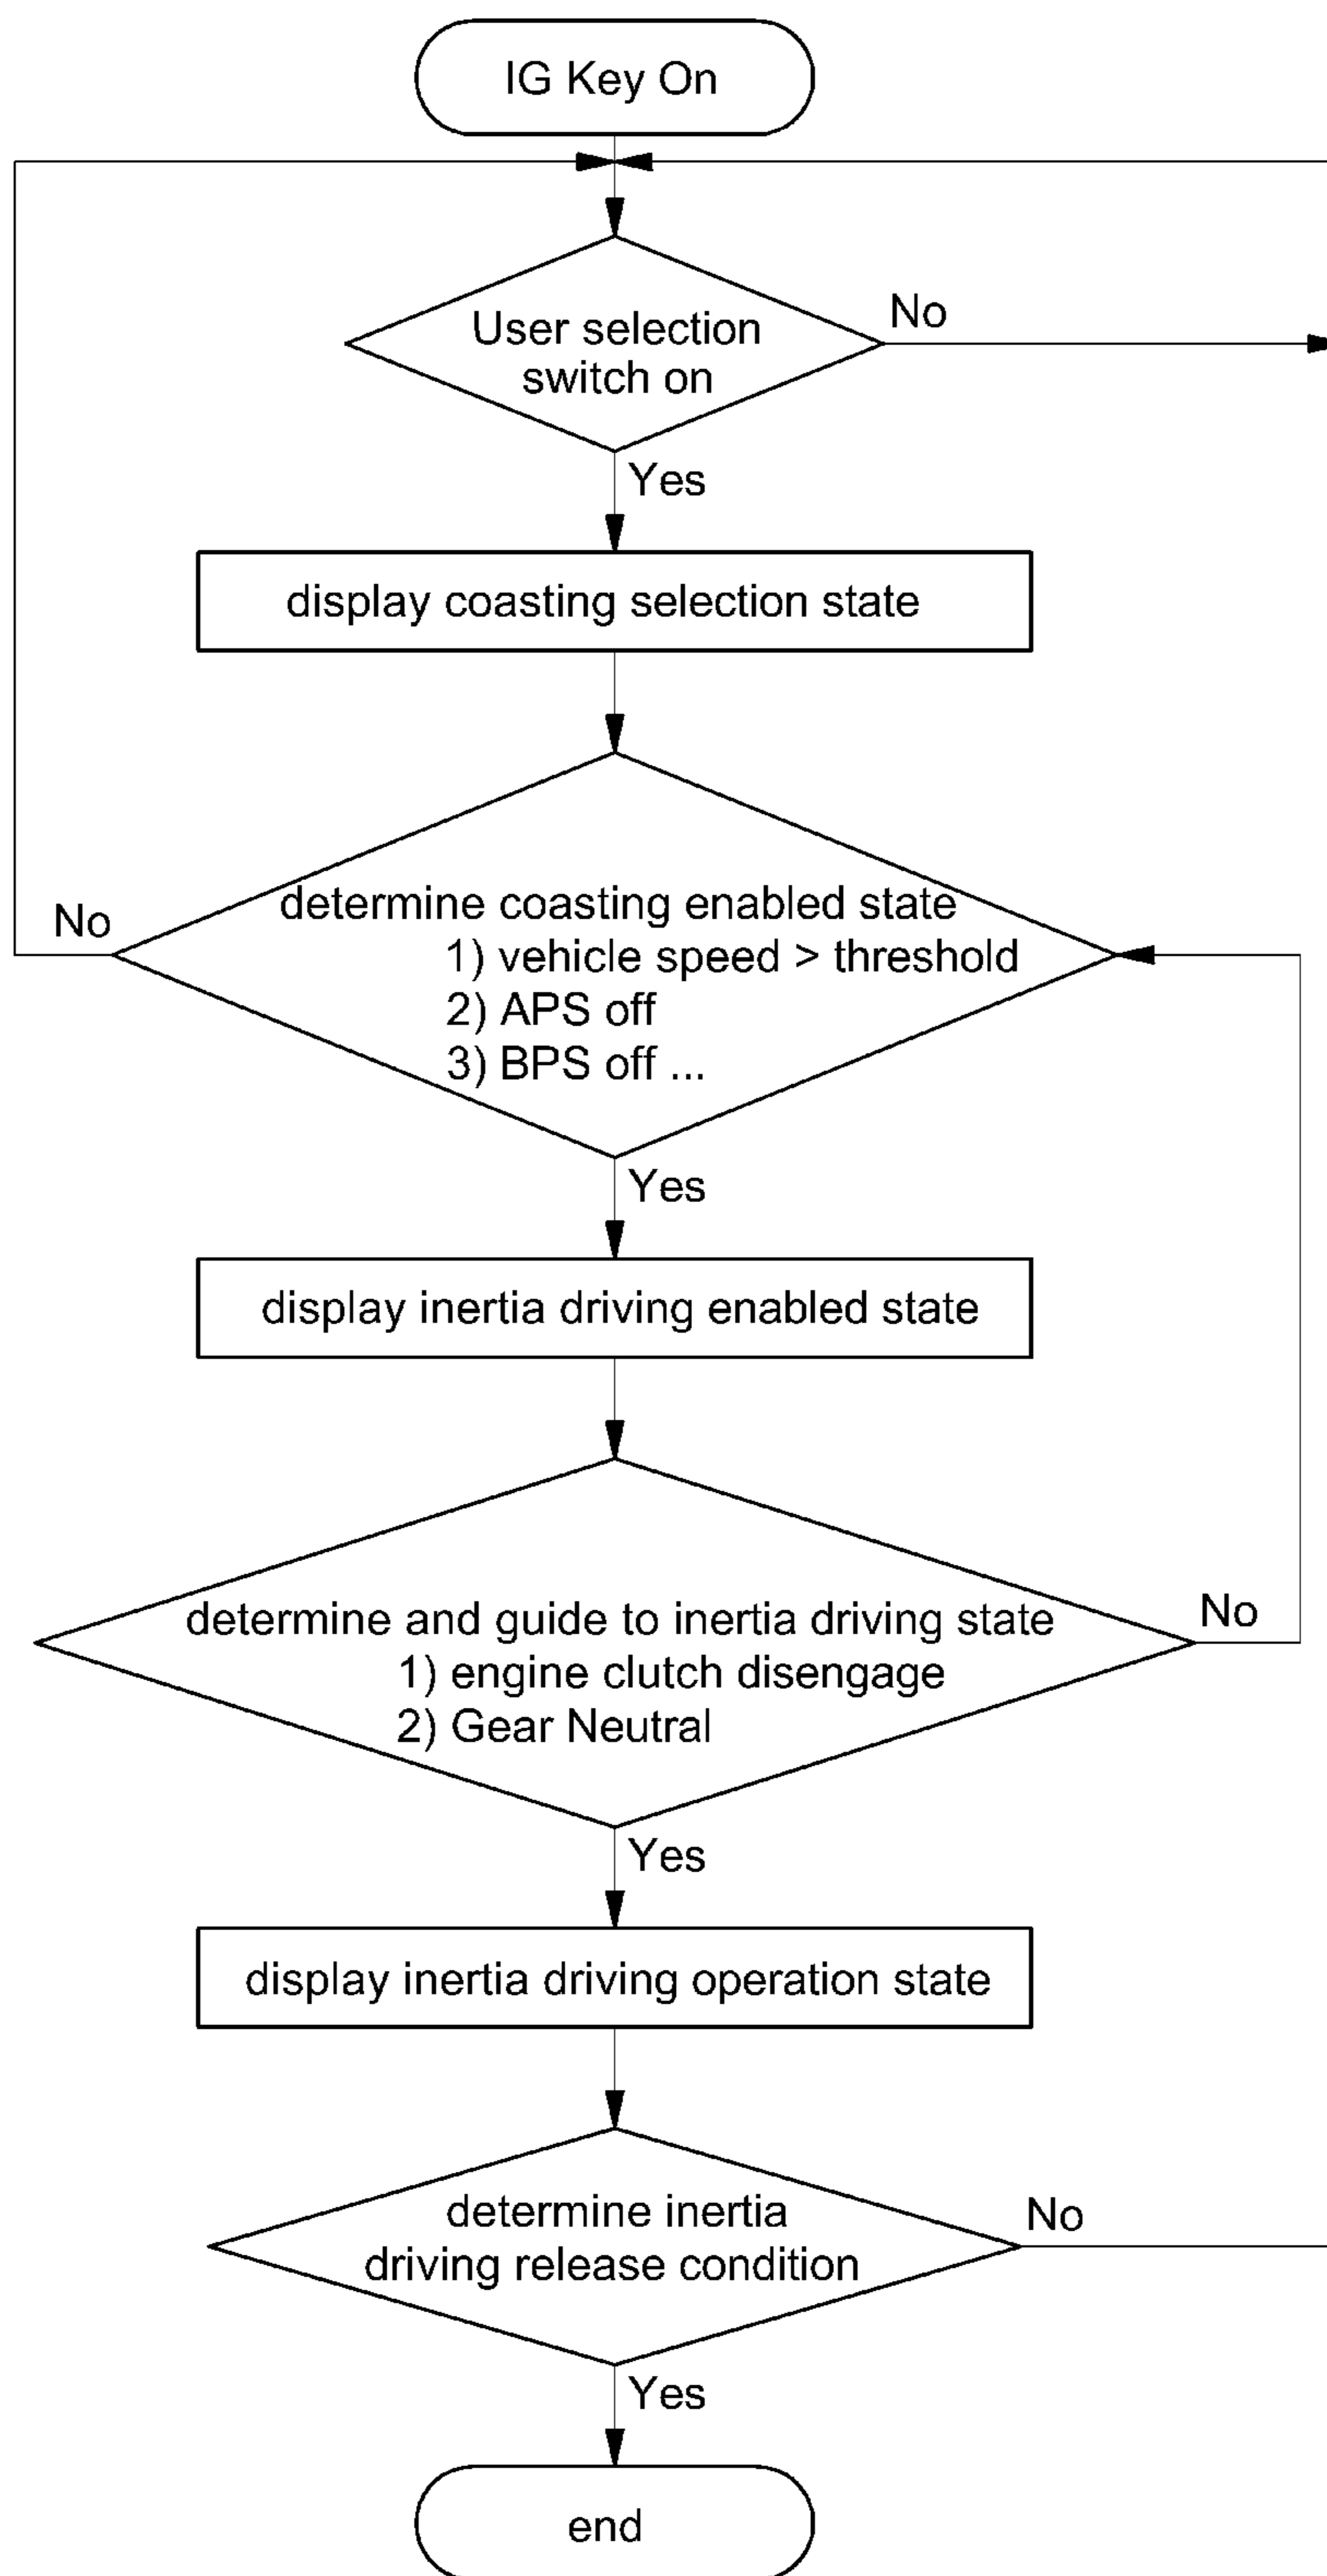 IG Key On
User selection
switch on
No
Yes
display coasting selection state
determine coasting enabled state
1) vehicle speed > threshold
2) APS off
3) BPS off ...
No
Yes
display inertia driving enabled state
determine and guide to inertia driving state
1) engine clutch disengage
2) Gear Neutral
No
Yes
display inertia driving operation state
determine inertia
driving release condition
No
Yes
end